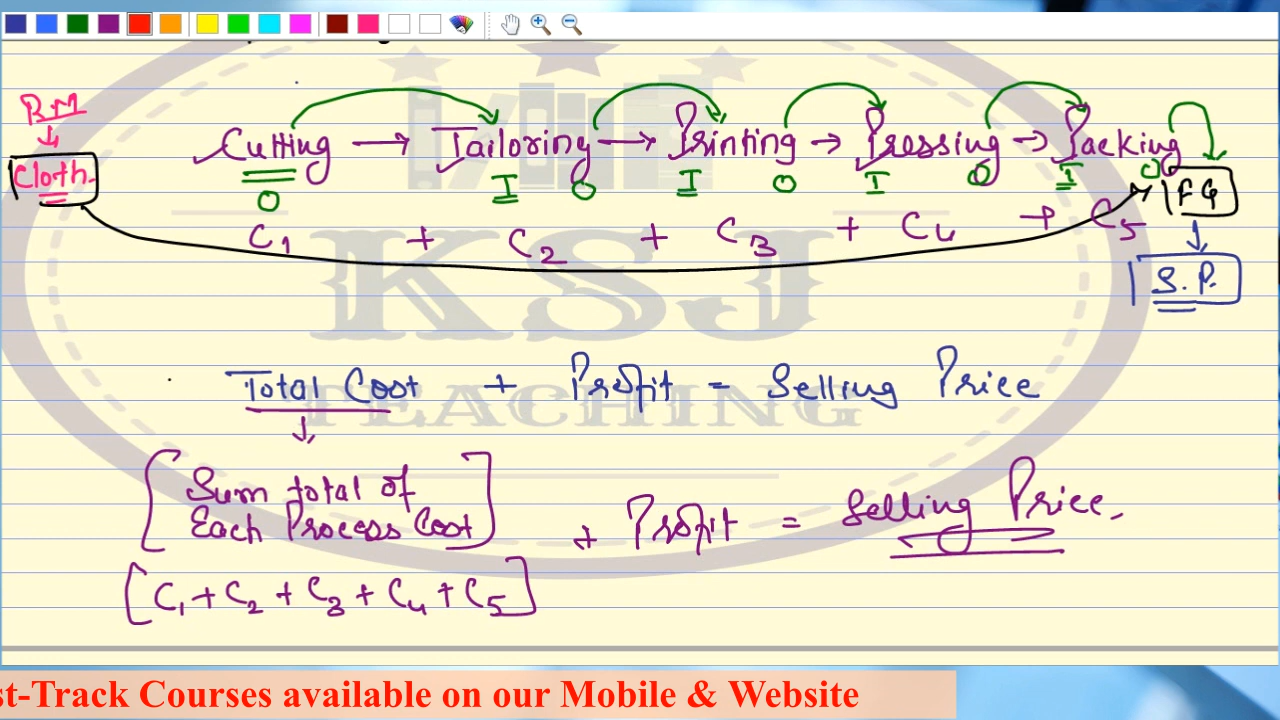 RM
Cloth.
Cutting → Tailoring → Printing → Pressing → Packing
O I O I O I O I O
FG
C1 + C2 + C3 + C4 + C5
S.P.
KSJ
TEACHING
Total Cost + Profit = Selling Price
[Sum total of
Each Process Cost] + Profit = Selling Price.
[C1 + C2 + C3 + C4 + C5]
st-Track Courses available on our Mobile & Website